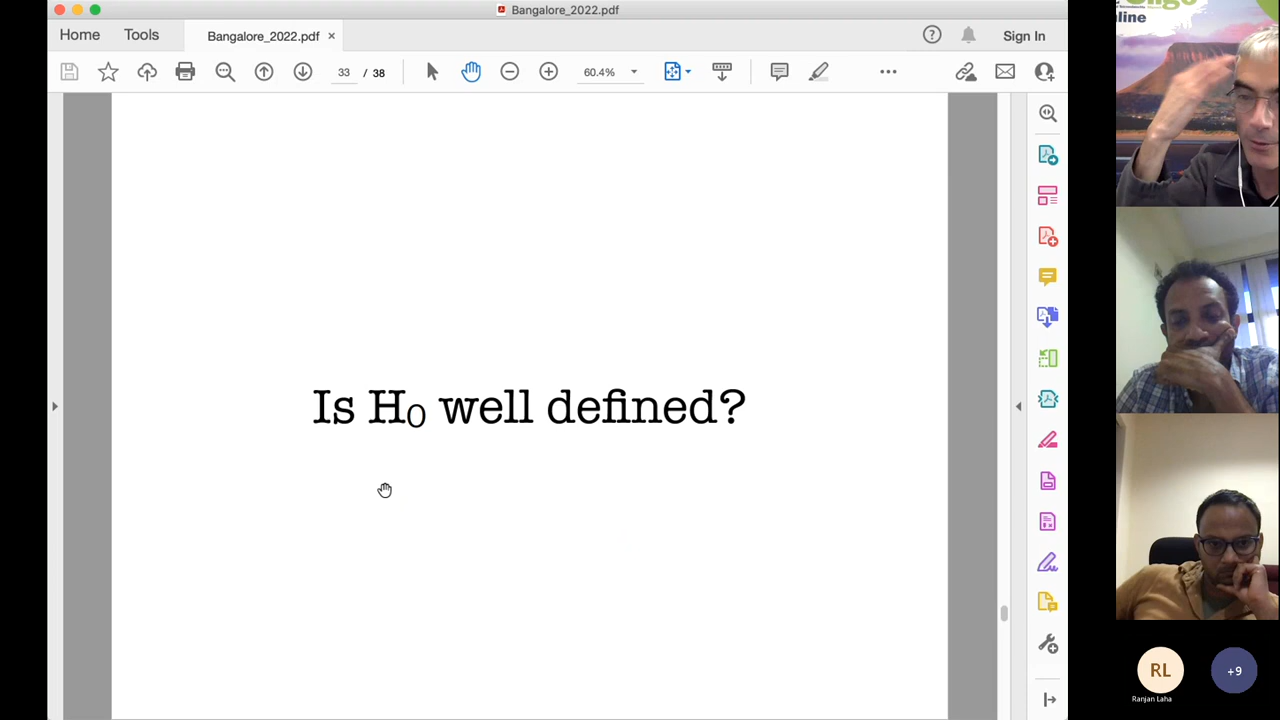 Bangalore_2022.pdf
Home Tools Bangalore_2022.pdf × Sign In
33 / 38 60.4%
Is H₀ well defined?
line
RL
+9
Ranjan Laha